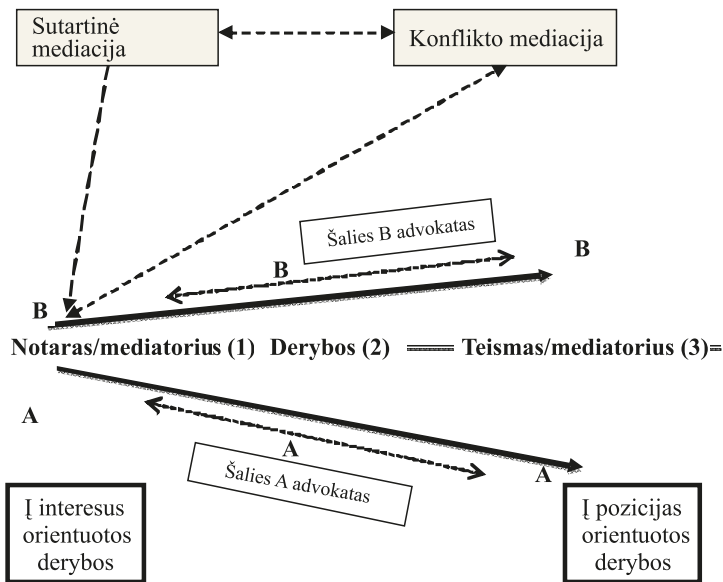 Sutartinė
mediacija
Konflikto mediacija
Šalies B advokatas
B
B
B
Notaras/mediatorius (1) Derybos (2) Teismas/mediatorius (3)
A
A
A
Šalies A advokatas
Į interesus
orientuotos
derybos
Į pozicijas
orientuotos
derybos